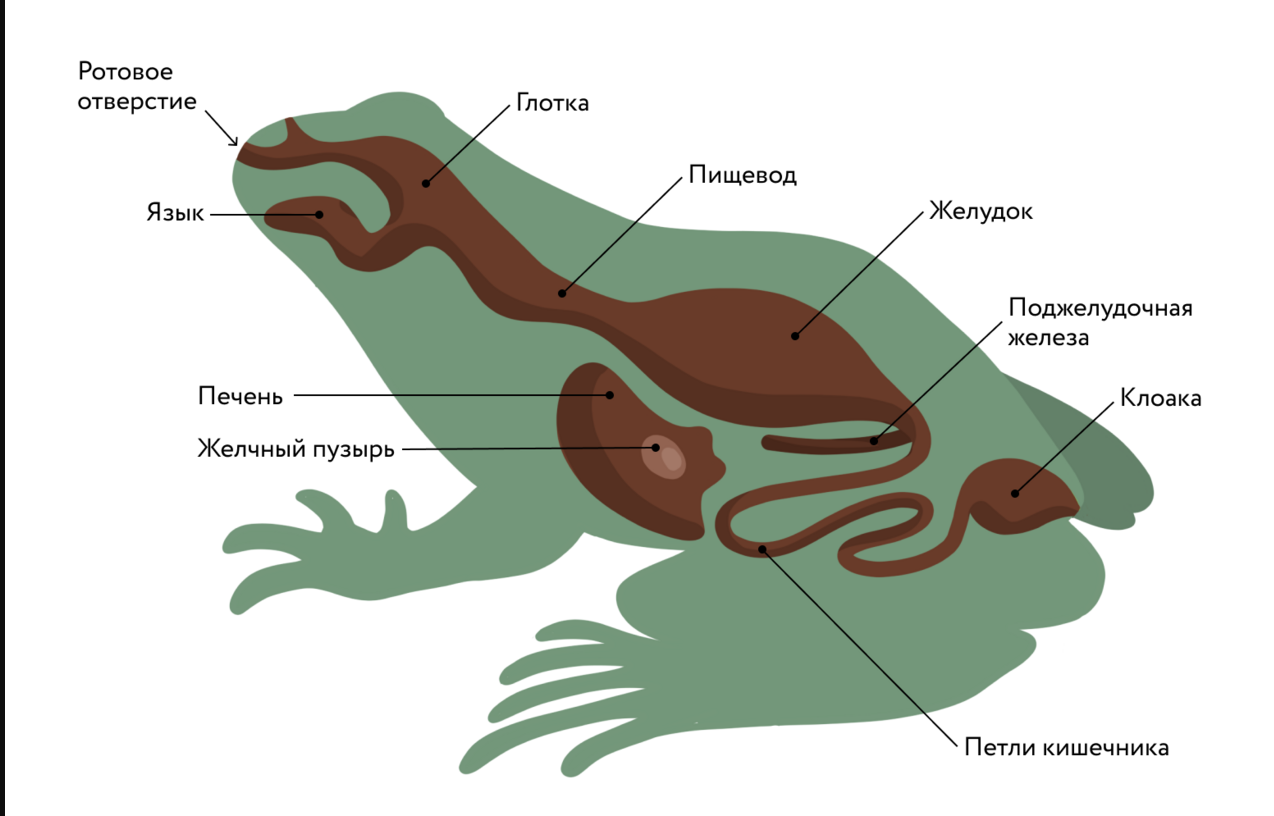 Ротовое
отверстие
Глотка
Пищевод
Язык
Желудок
Поджелудочная
железа
Печень
Клоака
Желчный пузырь
Петли кишечника